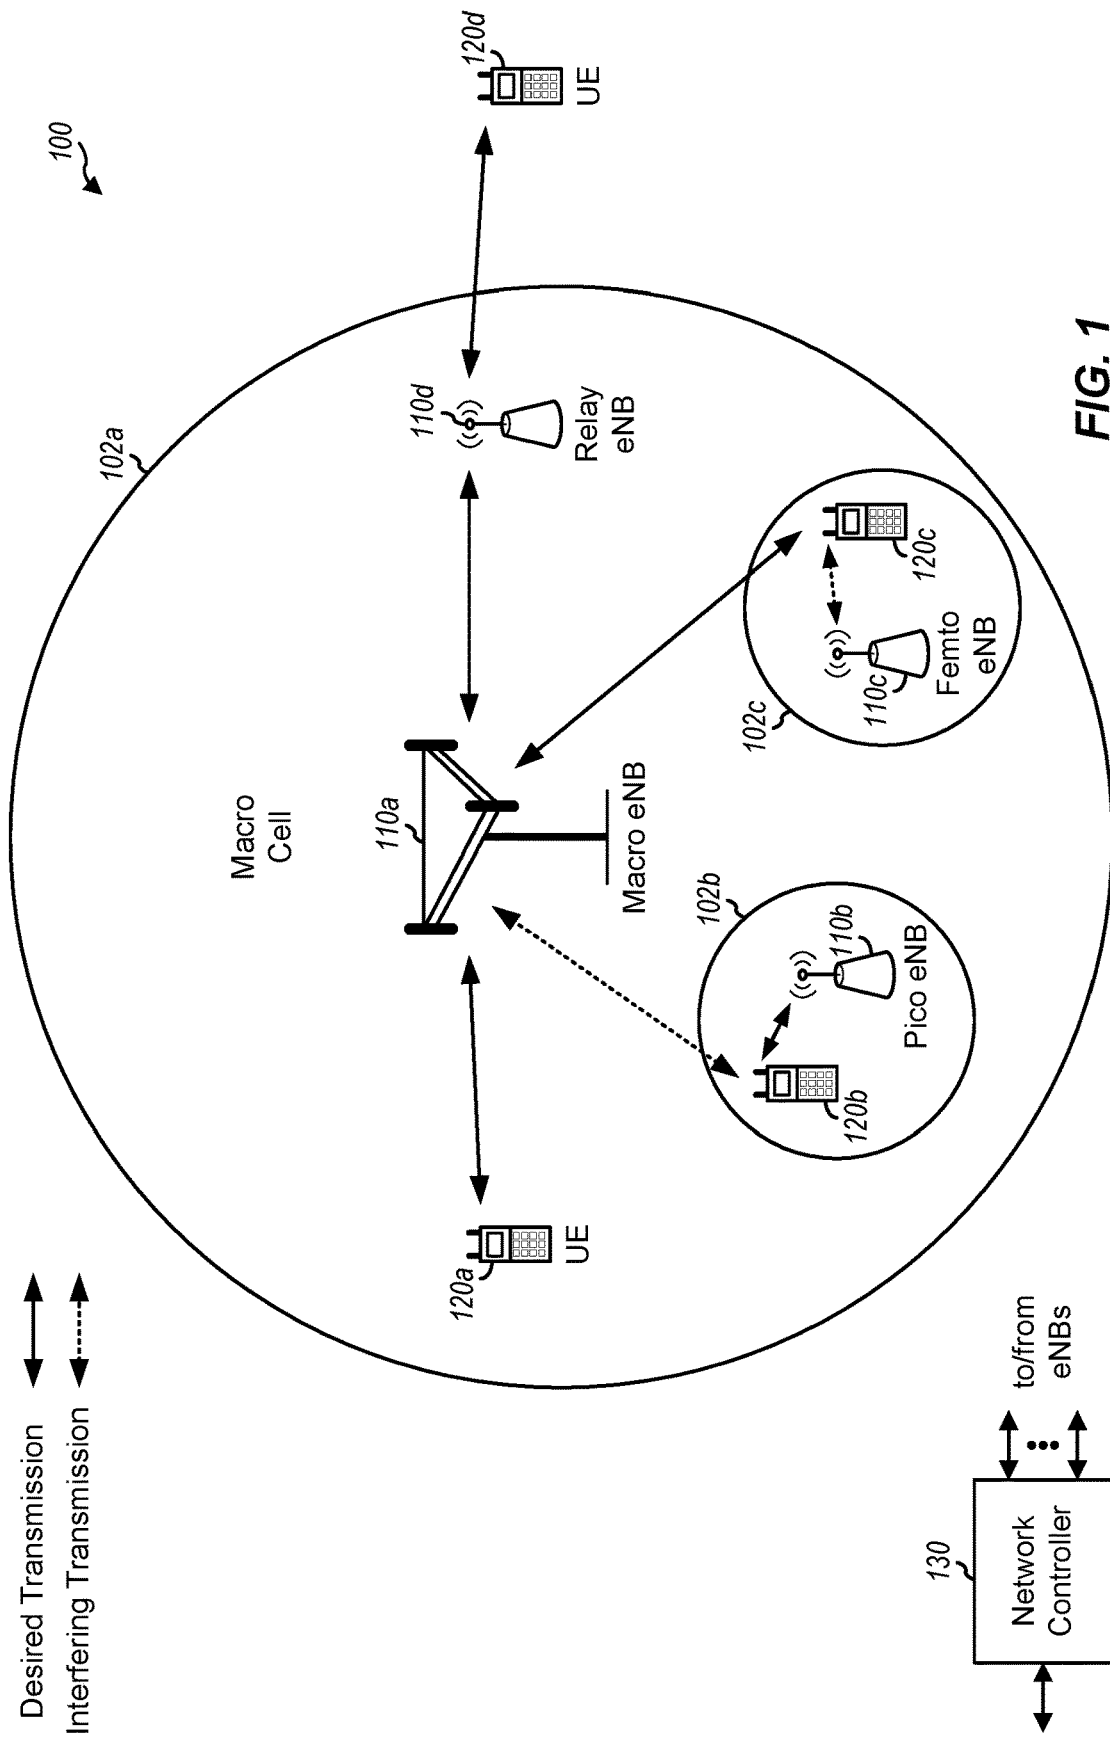 100
Desired Transmission
Interfering Transmission
102a
Macro
Cell
110a
Macro eNB
120a
UE
110d
Relay
eNB
120d
UE
102b
110b
Pico eNB
120b
102c
110c
Femto
eNB
120c
130
Network
Controller
to/from
eNBs
FIG. 1